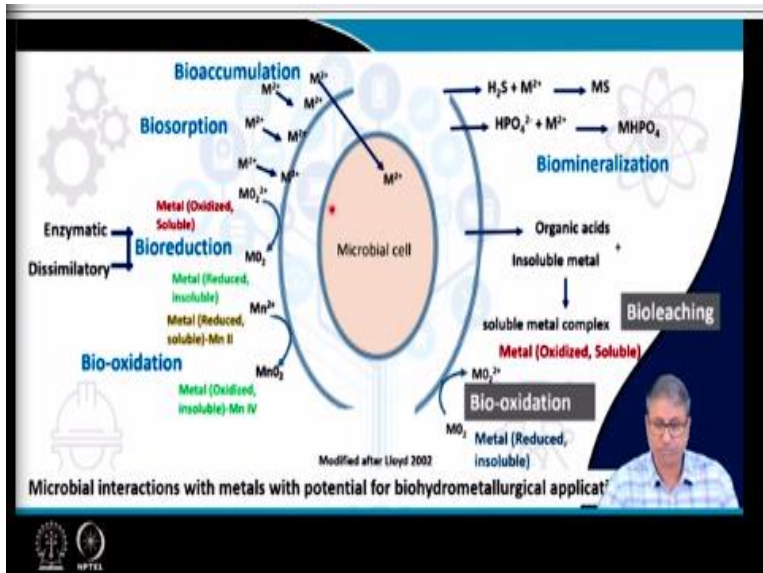 Bioaccumulation
M²⁺
M²⁺
M²⁺
Biosorption
M²⁺
M²⁺
M²⁺
M²⁺
M²⁺
MO₂²⁺
Metal (Oxidized,
Soluble)
Enzymatic
Dissimilatory
Bioreduction
MO₂
Metal (Reduced,
insoluble)
Mn²⁺
Metal (Reduced,
soluble)-Mn II
Bio-oxidation
MnO₂
Metal (Oxidized,
insoluble)-Mn IV
Microbial cell
H₂S + M²⁺ MS
HPO₄²⁻ + M²⁺ MHPO₄
Biomineralization
Organic acids
+
Insoluble metal
soluble metal complex
Bioleaching
Metal (Oxidized, Soluble)
MO₂²⁺
Bio-oxidation
MO₂
Metal (Reduced,
insoluble)
Modified after Lloyd 2002
Microbial interactions with metals with potential for biohydrometallurgical applicati
NPTEL